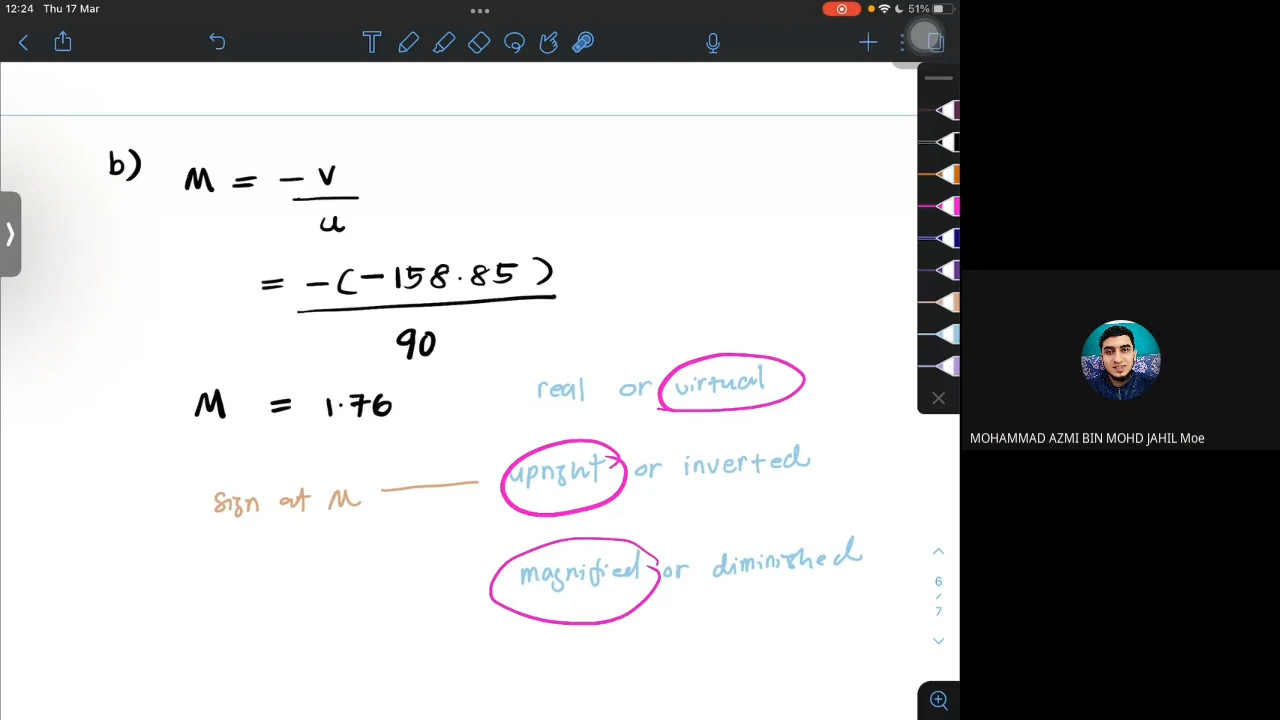 12:24 Thu 17 Mar
51%
b) M = - v
u
= -(-158.85)
90
M = 1.76
real or virtual
upright or inverted
sign at M
magnified or diminished
MOHAMMAD AZMI BIN MOHD JAHIL Moe
6
/
7